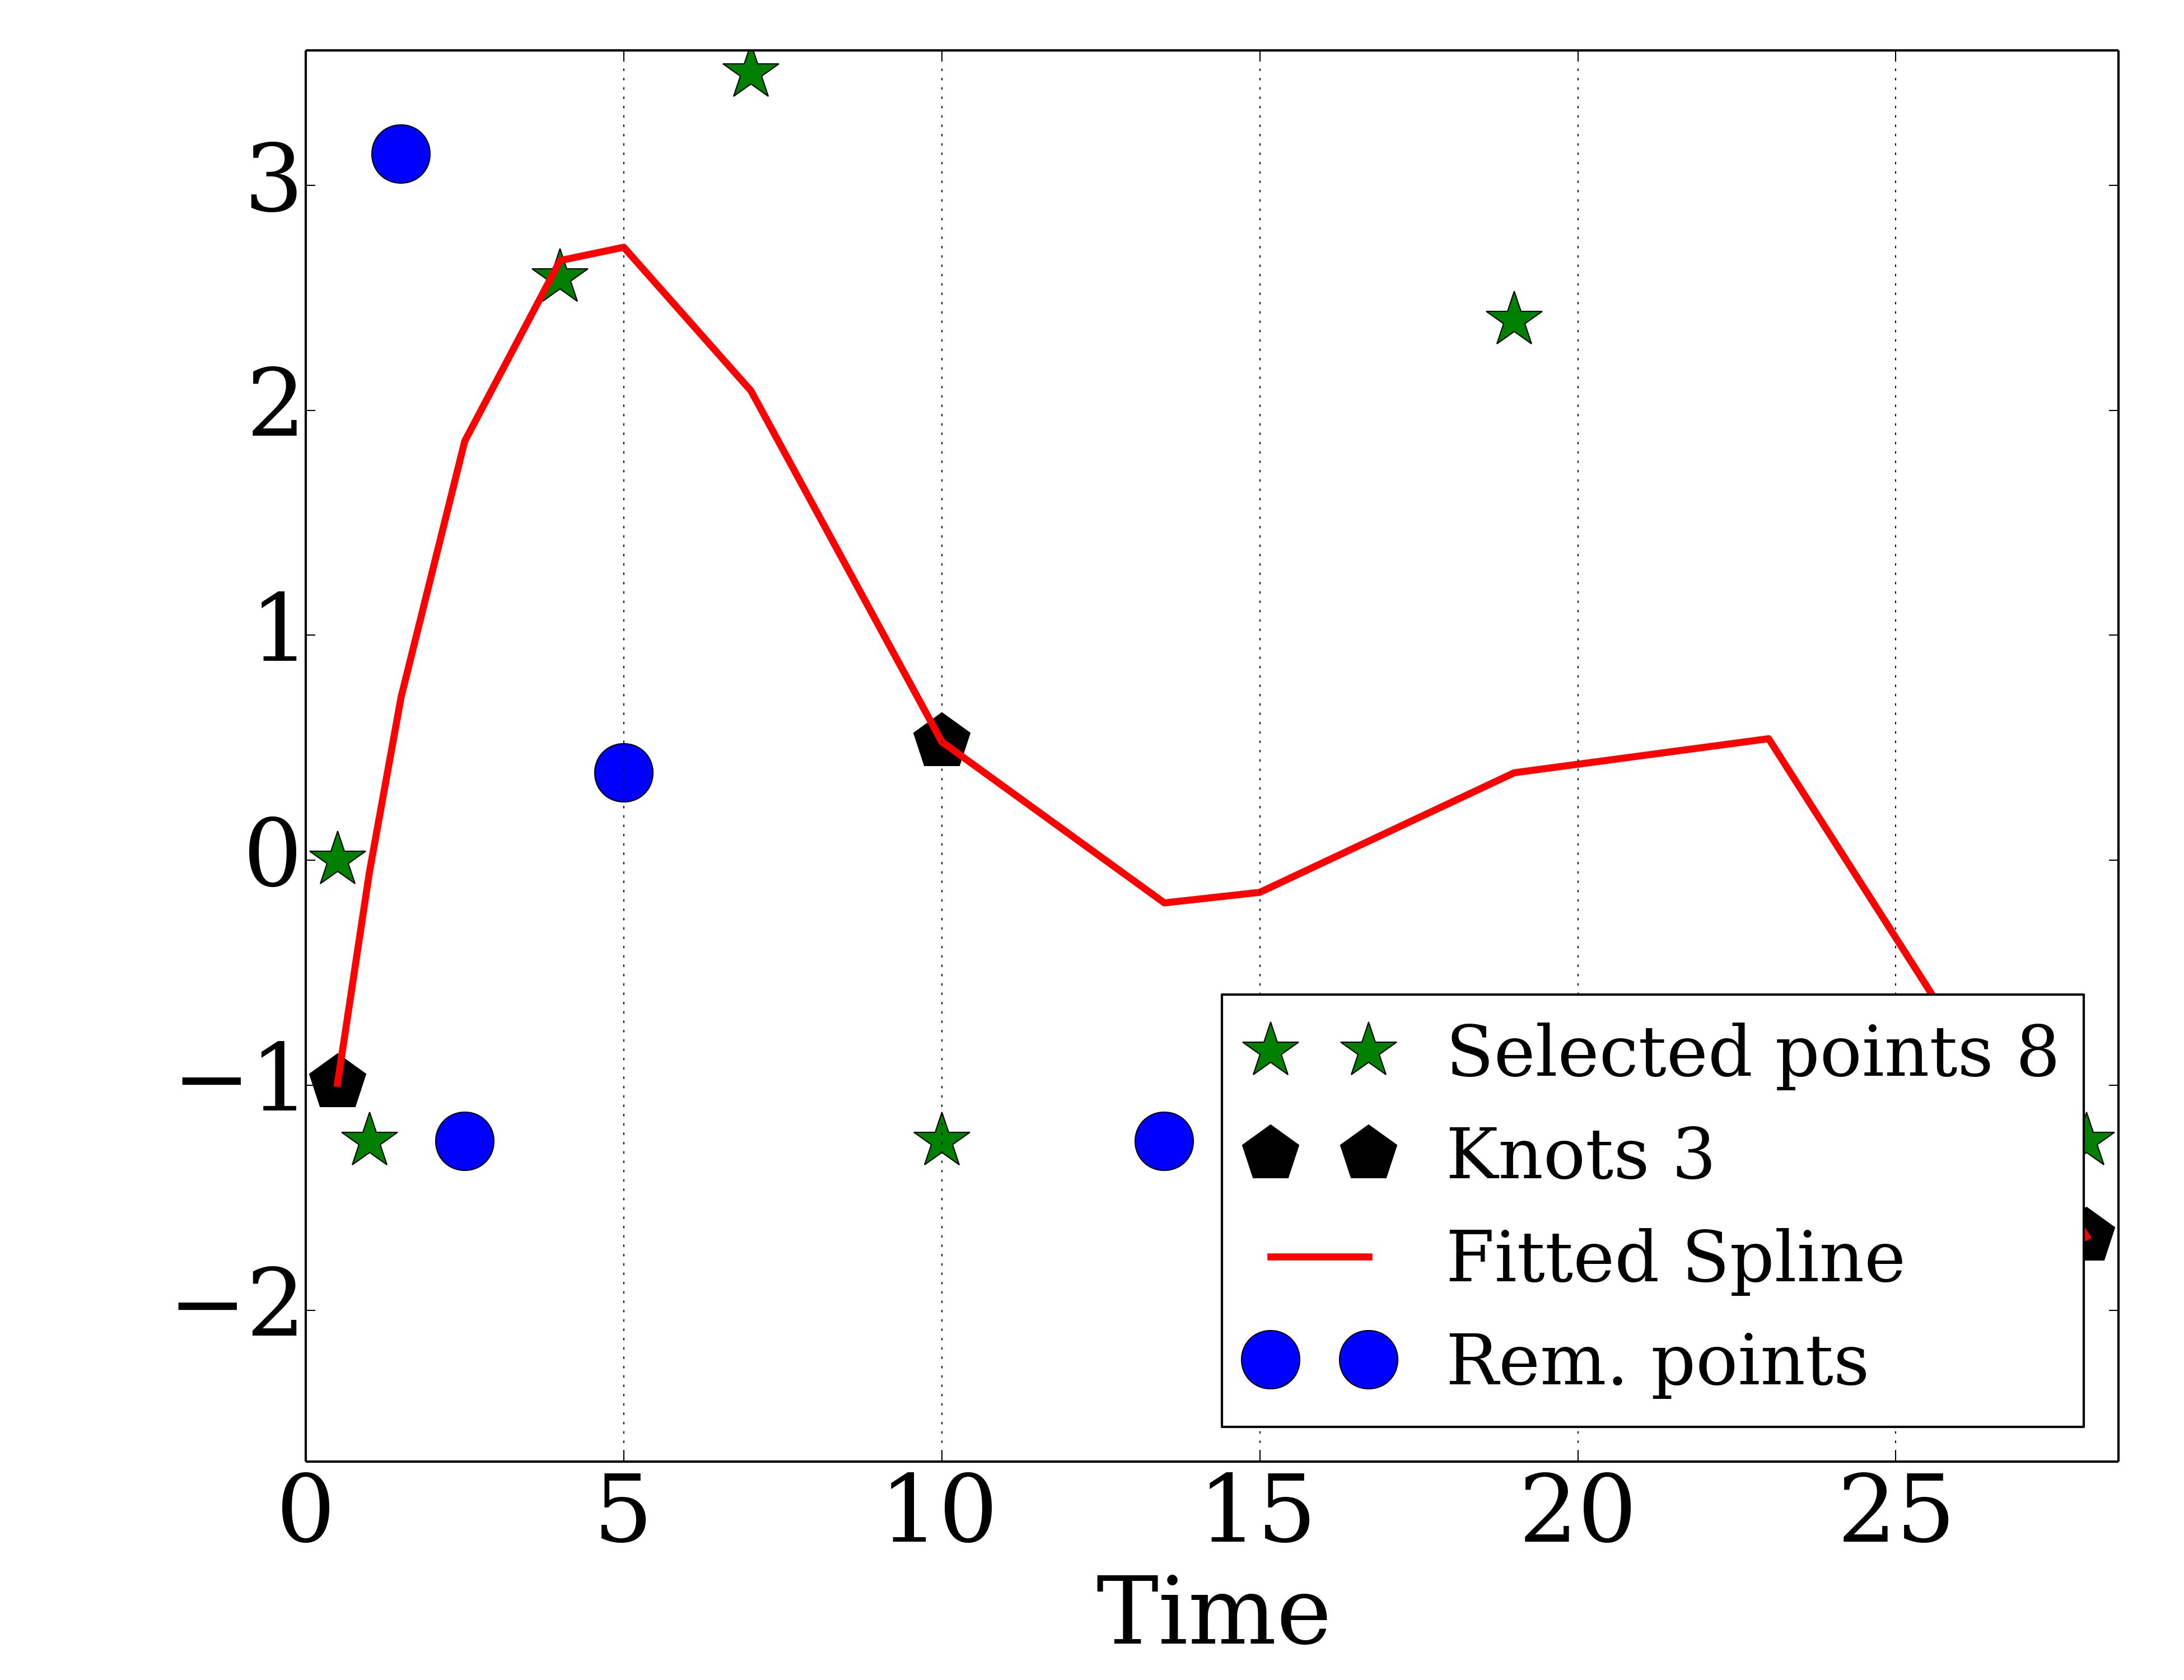 3
2
1
0
−1
−2
Selected points 8
Knots 3
Fitted Spline
Rem. points
0 5 10 15 20 25
Time